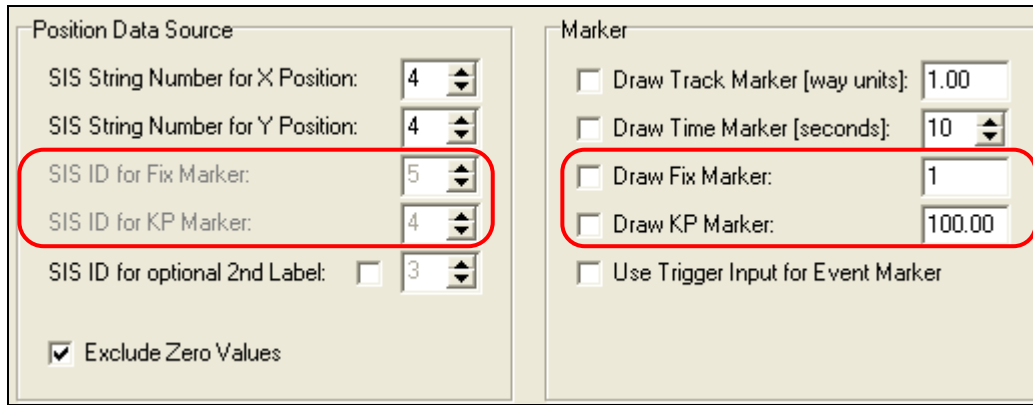 Position Data Source
SIS String Number for X Position: 4
SIS String Number for Y Position: 4
SIS ID for Fix Marker: 5
SIS ID for KP Marker: 4
SIS ID for optional 2nd Label: 3
Exclude Zero Values
Marker
Draw Track Marker [way units]: 1.00
Draw Time Marker [seconds]: 10
Draw Fix Marker: 1
Draw KP Marker: 100.00
Use Trigger Input for Event Marker